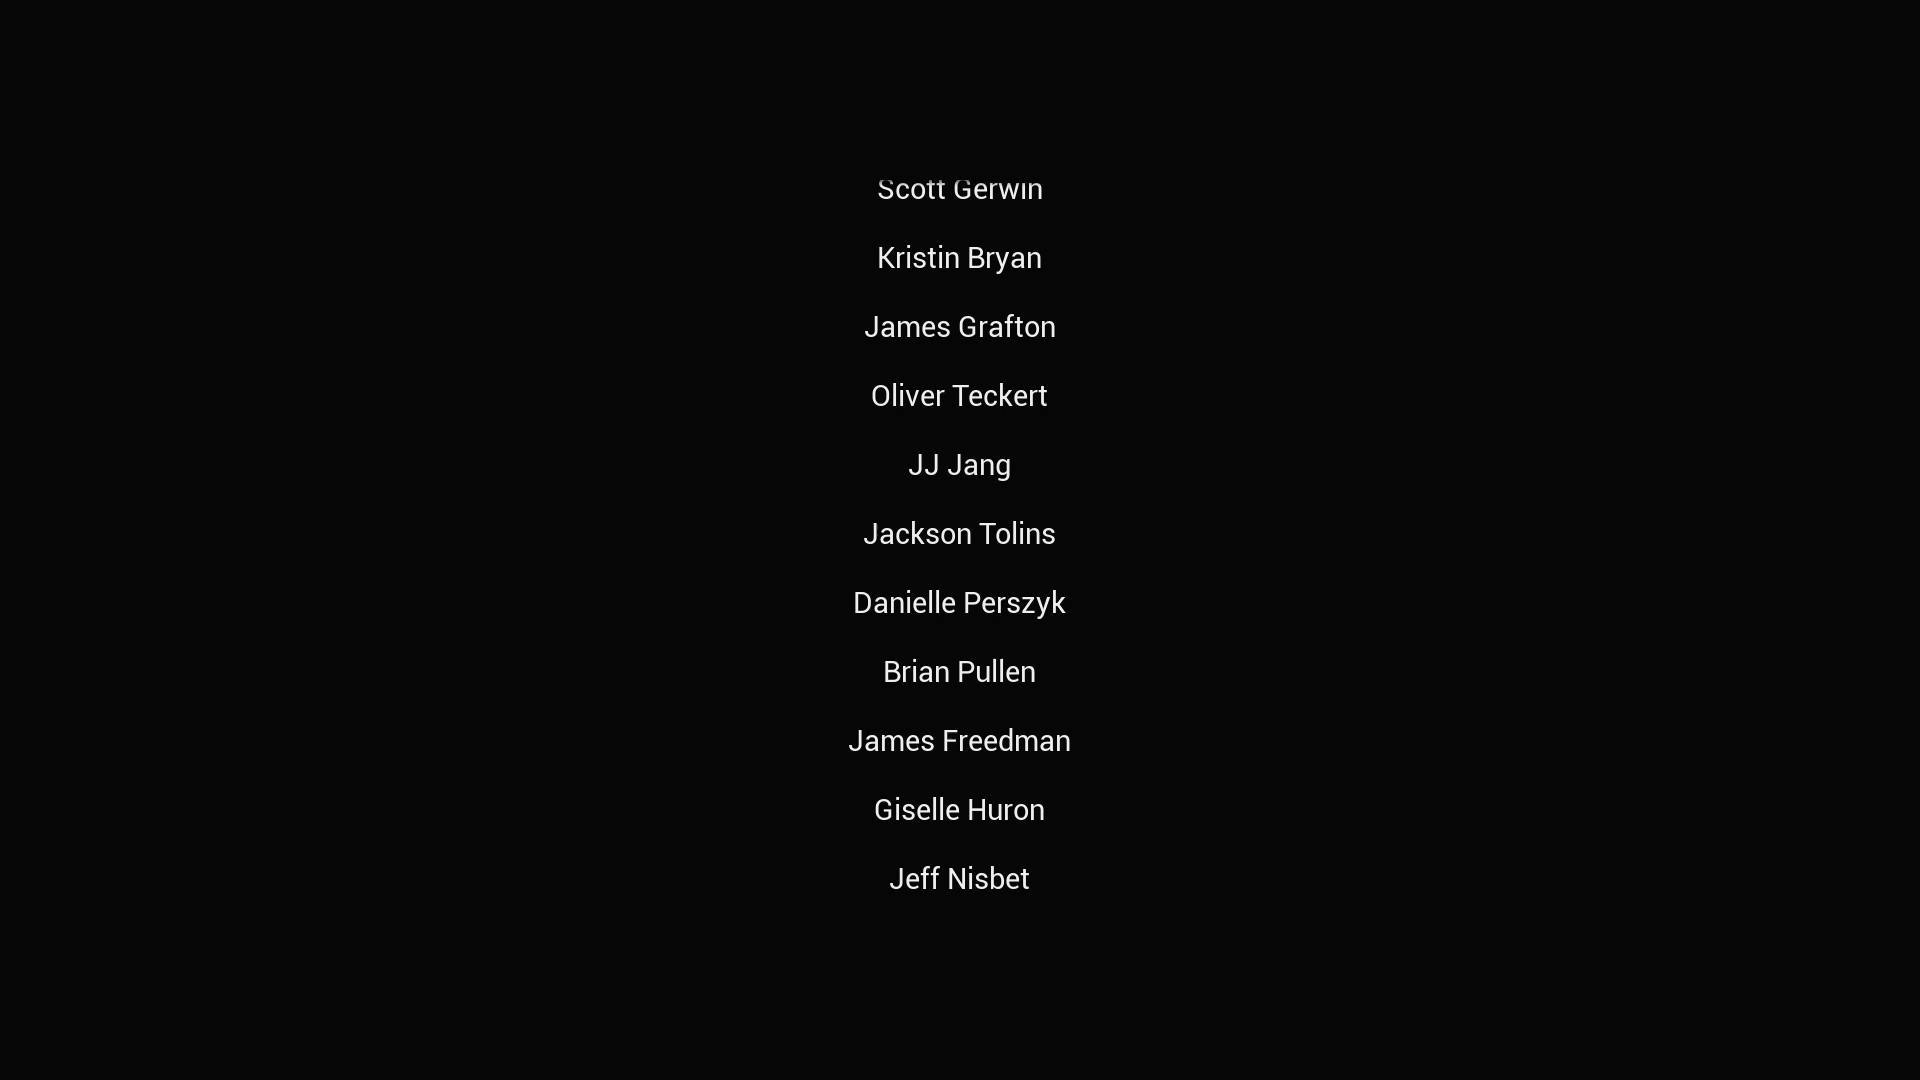 Scott Gerwin
Kristin Bryan
James Grafton
Oliver Teckert
JJ Jang
Jackson Tolins
Danielle Perszyk
Brian Pullen
James Freedman
Giselle Huron
Jeff Nisbet